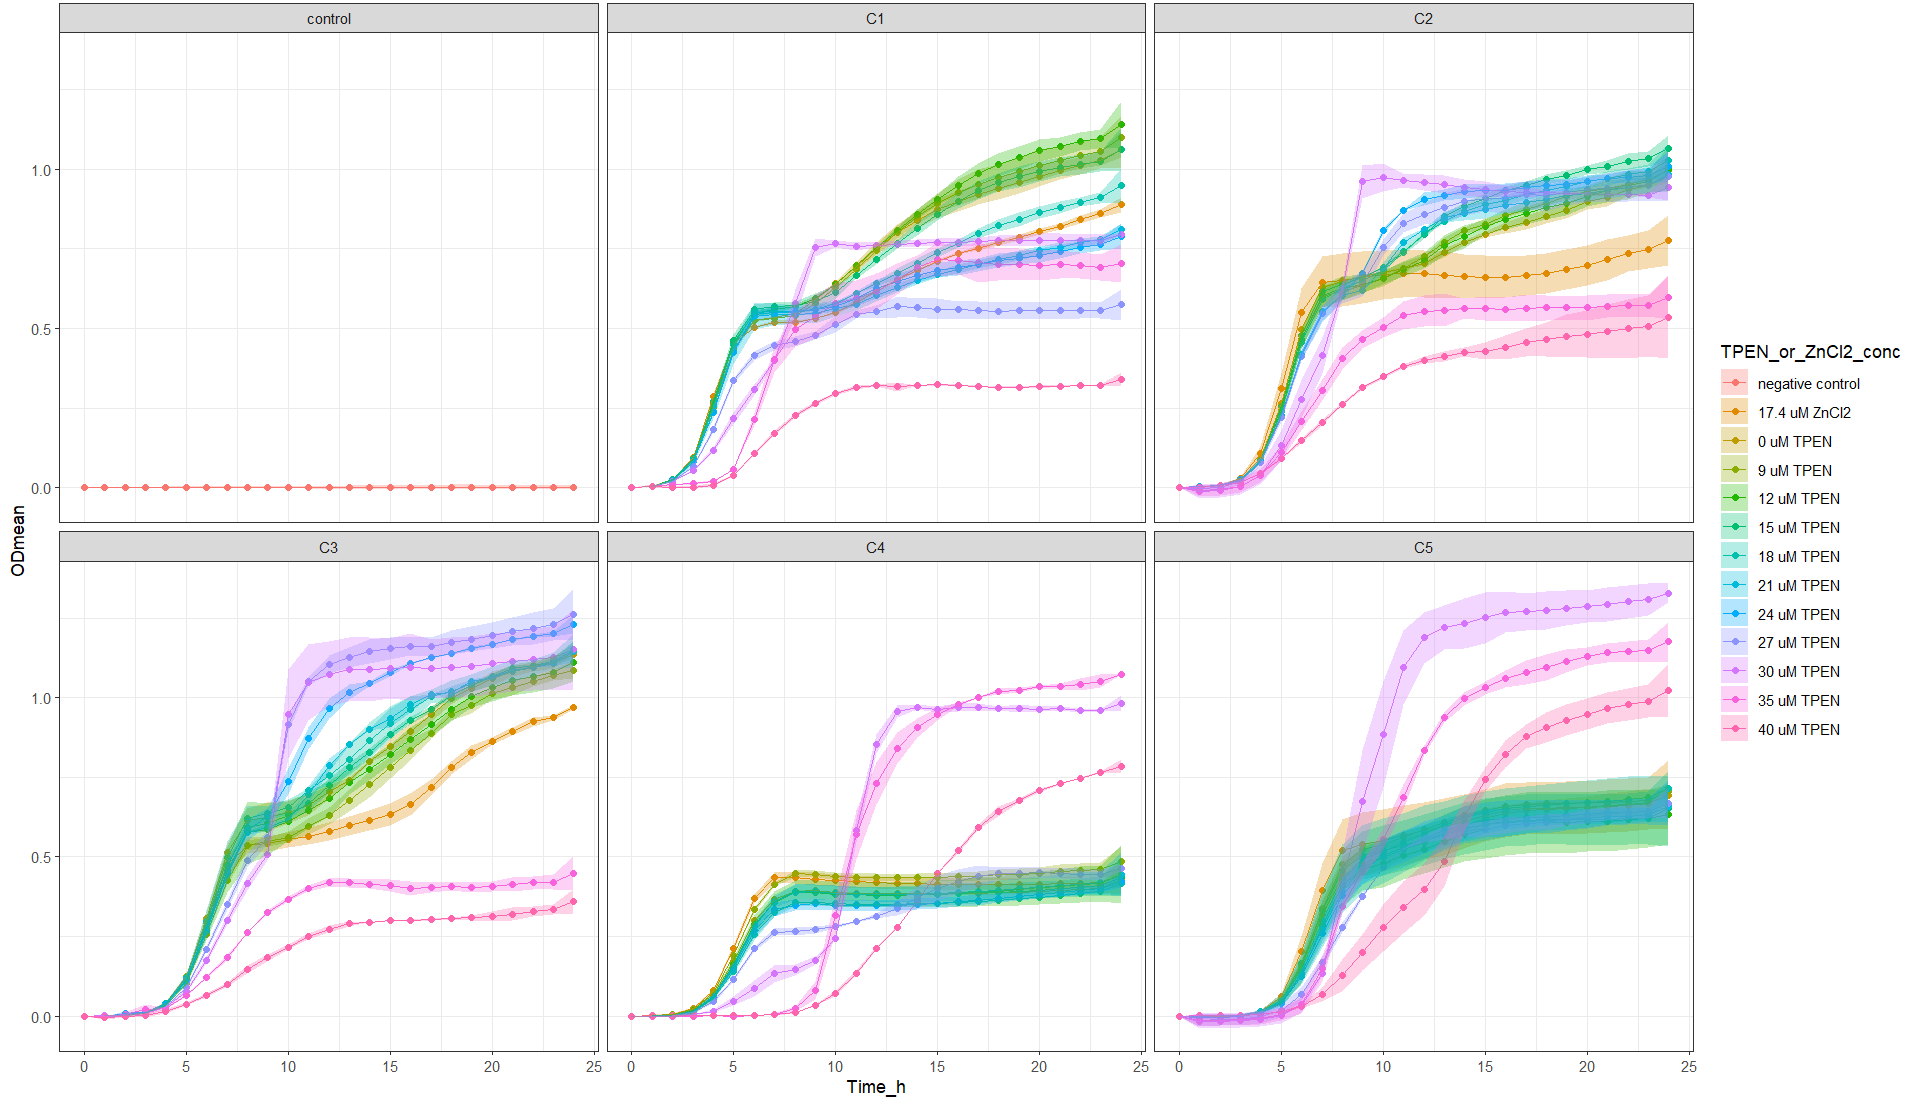 control
C1
C2
1.0
0.5
0.0
C3
C4
C5
1.0
0.5
0.0
0 5 10 15 20 25
0 5 10 15 20 25
0 5 10 15 20 25
Time_h
ODmean
TPEN_or_ZnCl2_conc
negative control
17.4 uM ZnCl2
0 uM TPEN
9 uM TPEN
12 uM TPEN
15 uM TPEN
18 uM TPEN
21 uM TPEN
24 uM TPEN
27 uM TPEN
30 uM TPEN
35 uM TPEN
40 uM TPEN